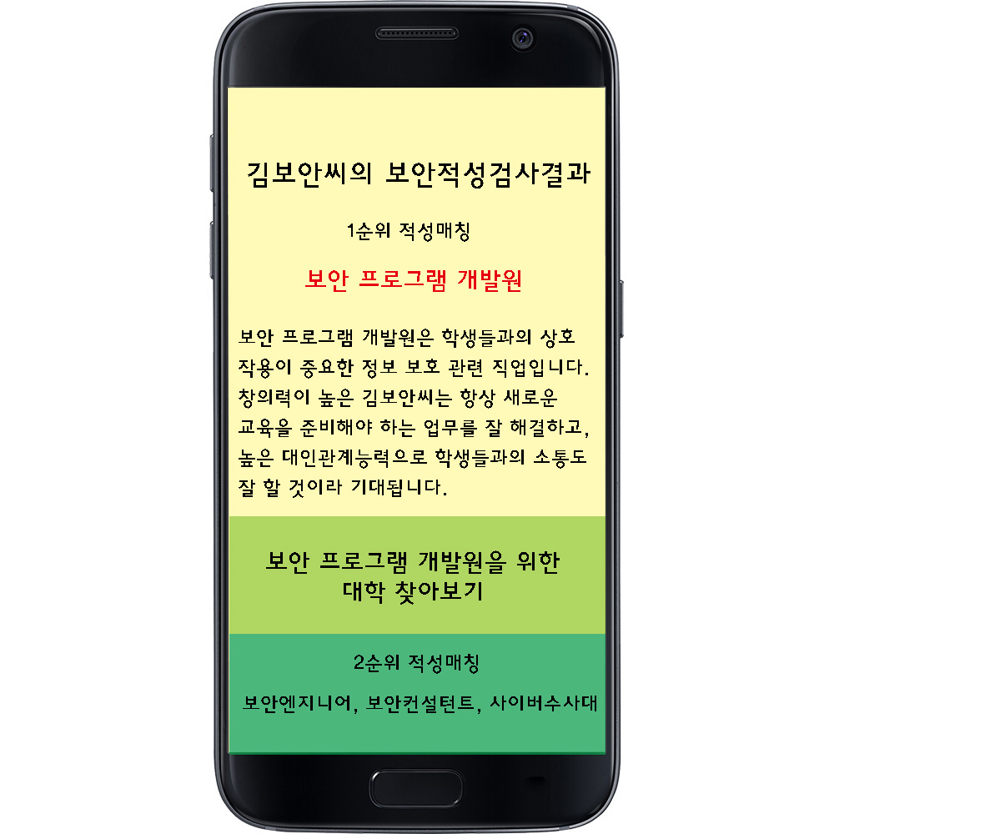 김보안씨의 보안적성검사결과
1순위 적성매칭
보안 프로그램 개발원
보안 프로그램 개발원은 학생들과의 상호
작용이 중요한 정보 보호 관련 직업입니다.
창의력이 높은 김보안씨는 항상 새로운
교육을 준비해야 하는 업무를 잘 해결하고,
높은 대인관계능력으로 학생들과의 소통도
잘 할 것이라 기대됩니다.
보안 프로그램 개발원을 위한
대학 찾아보기
2순위 적성매칭
보안엔지니어, 보안컨설턴트, 사이버수사대